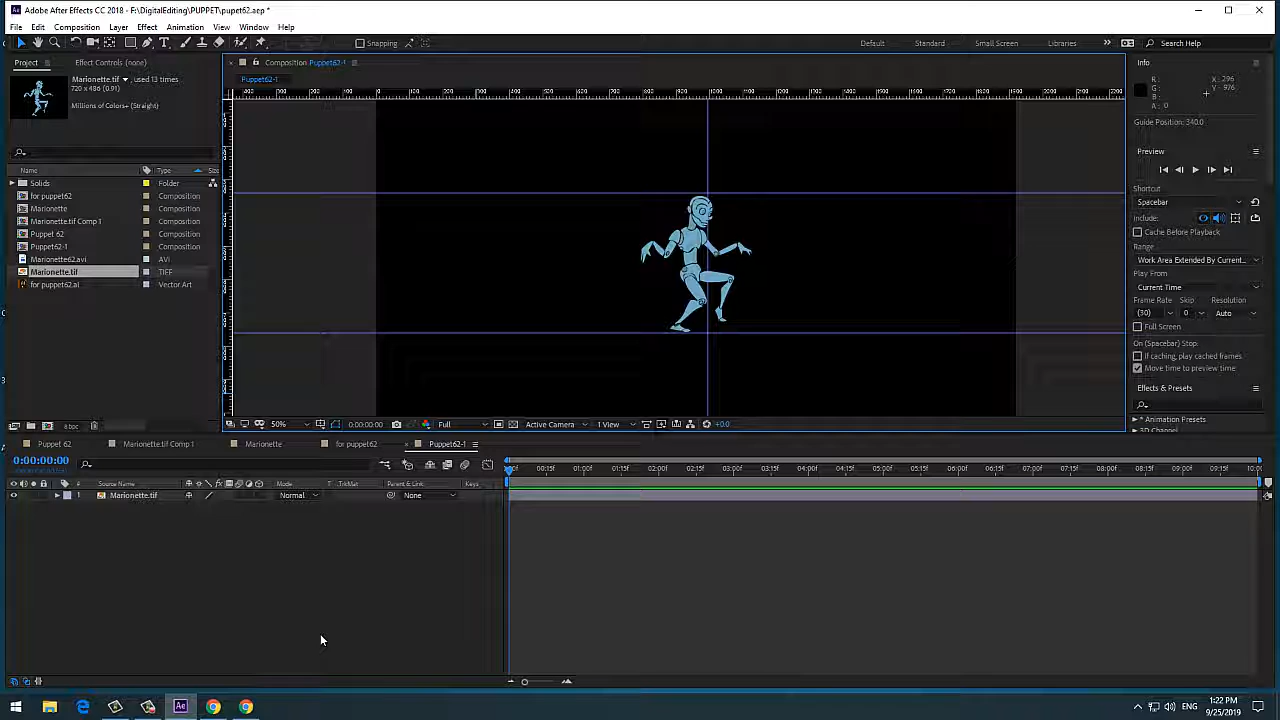 Adobe After Effects CC 2018 - F:\DigitalEditing\PUPPET\pupet62.aep *
File Edit Composition Layer Effect Animation View Window Help
Snapping
Default Standard Small Screen Libraries Search Help
Project Effect Controls (none)
Marionette.tif , used 13 times
720 x 486 (0.91)
Millions of Colors+ (Straight)
Name Type Size
Solids Folder
for puppet62 Composition
Marionette Composition
Marionette.tif Comp 1 Composition
Puppet 62 Composition
Puppet62-1 Composition
Marionette62.avi AVI
Marionette.tif TIFF
for puppet62.ai Vector Art
8 bpc
Composition Puppet62-1
Puppet62-1
50% 0:00:00:00 Full Active Camera 1 View +0.0
Info
R : X : 296
G : Y : 976
B :
A : 0
Guide Position: 340.0
Preview
Shortcut
Spacebar
Include:
Cache Before Playback
Range:
Work Area Extended By Current...
Play From
Current Time
Frame Rate Skip Resolution
(30) 0 Auto
Full Screen
On (Spacebar) Stop:
If caching, play cached frames
Move time to preview time
Effects & Presets
* Animation Presets
3D Channel
Puppet 62 Marionette.tif Comp 1 Marionette for puppet62 Puppet62-1
0:00:00:00
00:15f 01:00f 01:15f 02:00f 02:15f 03:00f 03:15f 04:00f 04:15f 05:00f 05:15f 06:00f 06:15f 07:00f 07:15f 08:00f 08:15f 09:00f 09:15f 10:00
# Source Name Mode T TrkMat Parent & Link Keys
1 Marionette.tif Normal None
ENG
1:22 PM
9/25/2019